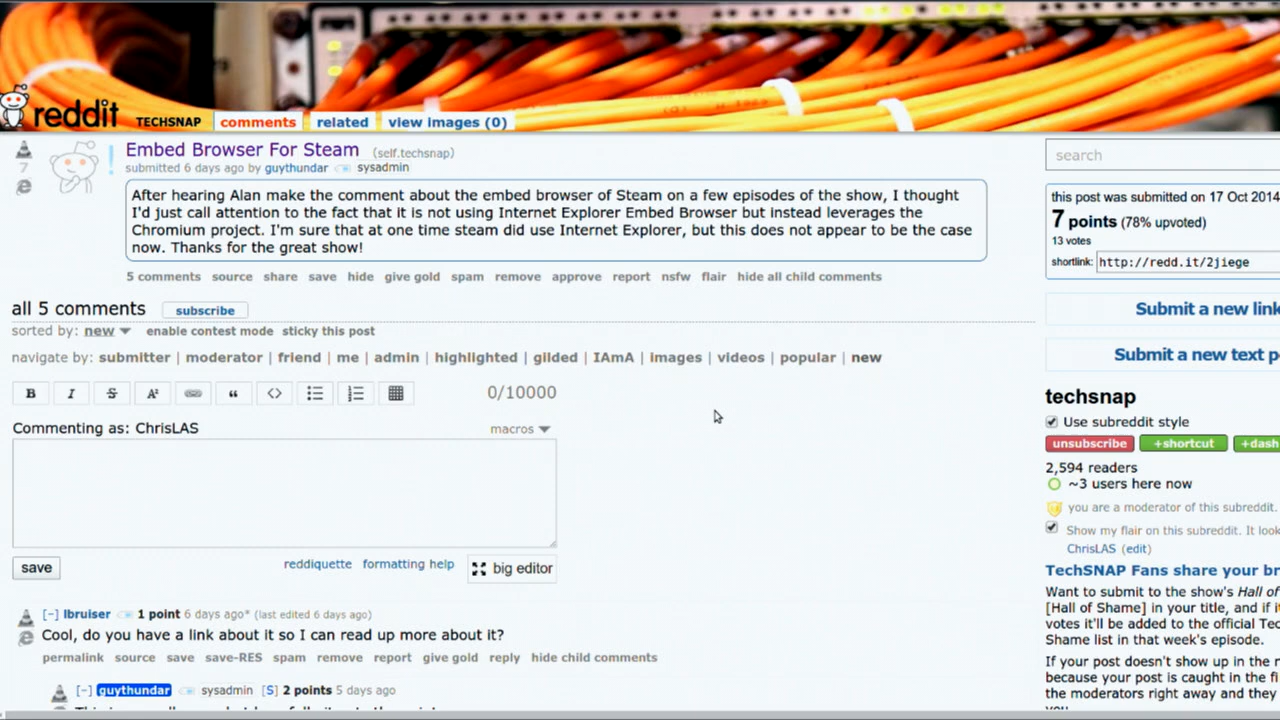 reddit TECHSNAP comments related view images (0)
Embed Browser For Steam (self.techsnap)
7
submitted 6 days ago by guythundar sysadmin
After hearing Alan make the comment about the embed browser of Steam on a few episodes of the show, I thought
I'd just call attention to the fact that it is not using Internet Explorer Embed Browser but instead leverages the
Chromium project. I'm sure that at one time steam did use Internet Explorer, but this does not appear to be the case
now. Thanks for the great show!
5 comments source share save hide give gold spam remove approve report nsfw flair hide all child comments
all 5 comments subscribe
sorted by: new enable contest mode sticky this post
navigate by: submitter | moderator | friend | me | admin | highlighted | gilded | IAmA | images | videos | popular | new
B I S A² “ <> 0/10000
Commenting as: ChrisLAS macros
save reddiquette formatting help big editor
[-] lbruiser 1 point 6 days ago* (last edited 6 days ago)
Cool, do you have a link about it so I can read up more about it?
permalink source save save-RES spam remove report give gold reply hide child comments
[-] guythundar sysadmin [S] 2 points 5 days ago
search
this post was submitted on 17 Oct 2014
7 points (78% upvoted)
13 votes
shortlink: http://redd.it/2jiege
Submit a new link
Submit a new text p
techsnap
Use subreddit style
unsubscribe +shortcut +dash
2,594 readers
~3 users here now
you are a moderator of this subreddit.
Show my flair on this subreddit. It look
ChrisLAS (edit)
TechSNAP Fans share your br
Want to submit to the show's Hall of
[Hall of Shame] in your title, and if it
votes it'll be added to the official Tec
Shame list in that week's episode.
If your post doesn't show up in the n
because your post is caught in the fi
the moderators right away and they